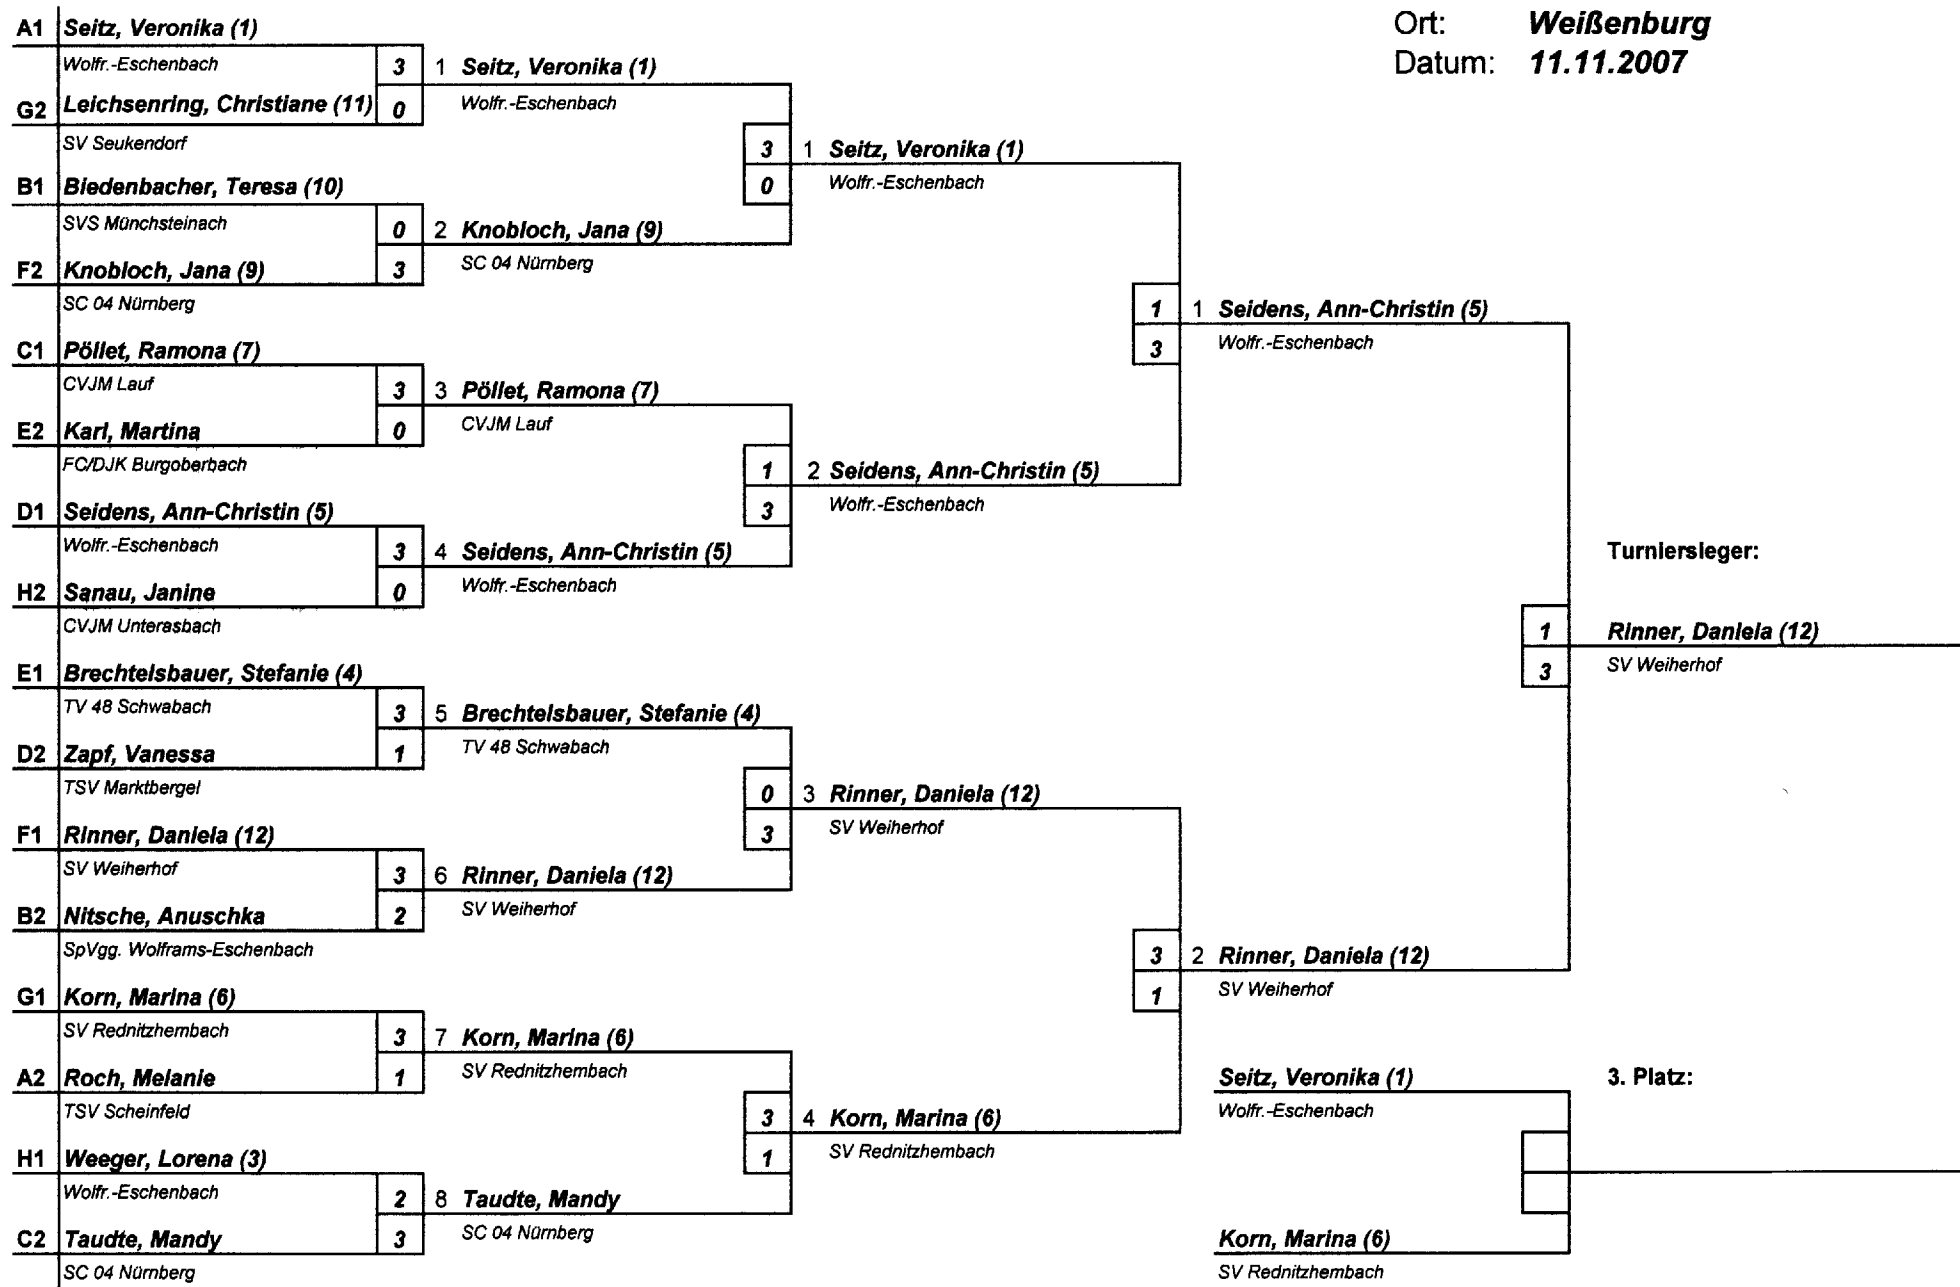 Ort: Weißenburg
Datum: 11.11.2007
A1 Seitz, Veronika (1)
Wolfr.-Eschenbach
3 1 Seitz, Veronika (1)
G2 Leichsenring, Christiane (11) 0
Wolfr.-Eschenbach
SV Seukendorf
3 1 Seitz, Veronika (1)
B1 Biedenbacher, Teresa (10)
0 Wolfr.-Eschenbach
SVS Münchsteinach
0 2 Knobloch, Jana (9)
F2 Knobloch, Jana (9) 3
SC 04 Nürnberg
SC 04 Nürnberg
1 1 Seidens, Ann-Christin (5)
C1 Pöllet, Ramona (7)
3 Wolfr.-Eschenbach
CVJM Lauf
3 3 Pöllet, Ramona (7)
E2 Karl, Martina 0
CVJM Lauf
FC/DJK Burgoberbach
1 2 Seidens, Ann-Christin (5)
D1 Seidens, Ann-Christin (5)
3 Wolfr.-Eschenbach
Wolfr.-Eschenbach
3 4 Seidens, Ann-Christin (5)
Turniersieger:
H2 Sanau, Janine 0
Wolfr.-Eschenbach
CVJM Unterasbach
1 Rinner, Daniela (12)
E1 Brechtelsbauer, Stefanie (4)
3 SV Weiherhof
TV 48 Schwabach
3 5 Brechtelsbauer, Stefanie (4)
D2 Zapf, Vanessa 1
TV 48 Schwabach
TSV Marktbergel
0 3 Rinner, Daniela (12)
F1 Rinner, Daniela (12)
3 SV Weiherhof
SV Weiherhof
3 6 Rinner, Daniela (12)
B2 Nitsche, Anuschka 2
SV Weiherhof
SpVgg. Wolframs-Eschenbach
3 2 Rinner, Daniela (12)
G1 Korn, Marina (6)
1 SV Weiherhof
SV Rednitzhembach
3 7 Korn, Marina (6)
A2 Roch, Melanie 1
SV Rednitzhembach
Seitz, Veronika (1)
3. Platz:
TSV Scheinfeld
Wolfr.-Eschenbach
3 4 Korn, Marina (6)
H1 Weeger, Lorena (3)
1 SV Rednitzhembach
Wolfr.-Eschenbach
2 8 Taudte, Mandy
C2 Taudte, Mandy 3
SC 04 Nürnberg
Korn, Marina (6)
SC 04 Nürnberg
SV Rednitzhembach